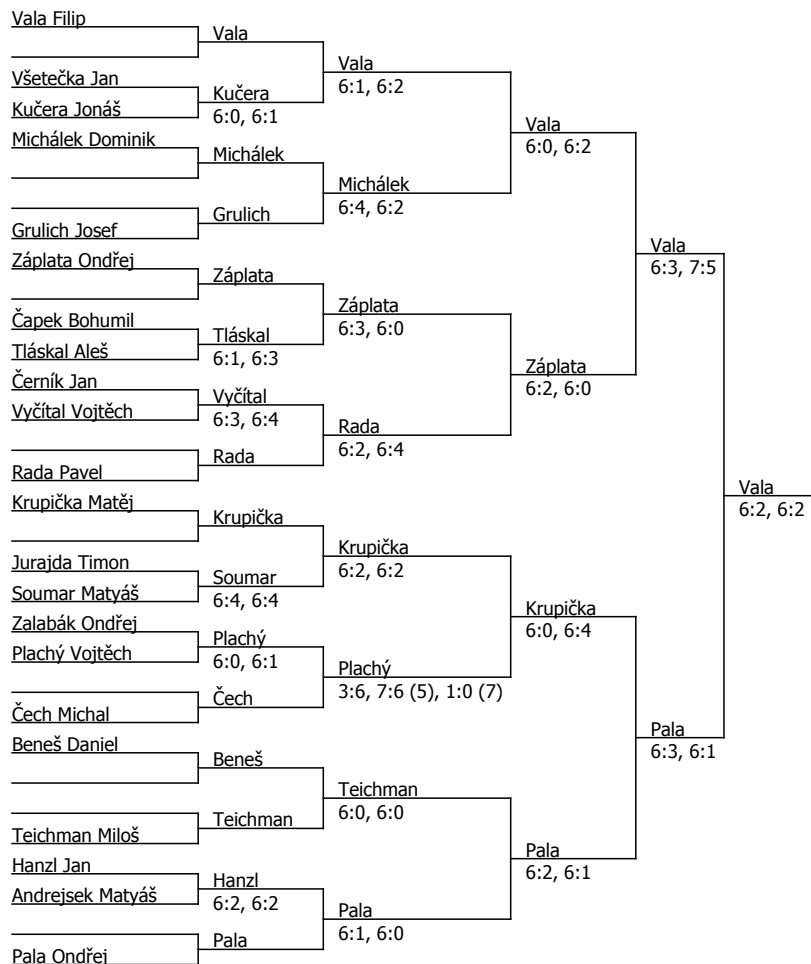 Vala Filip
Vala
Vala
6:1, 6:2
Všetečka Jan
Kučera
6:0, 6:1
Kučera Jonáš
Vala
6:0, 6:2
Michálek Dominik
Michálek
Michálek
6:4, 6:2
Grulich
Grulich Josef
Vala
6:3, 7:5
Záplata Ondřej
Záplata
Záplata
6:3, 6:0
Čapek Bohumil
Tláskal
6:1, 6:3
Tláskal Aleš
Záplata
6:2, 6:0
Černík Jan
Vyčítal
6:3, 6:4
Vyčítal Vojtěch
Rada
6:2, 6:4
Rada
Rada Pavel
Vala
6:2, 6:2
Krupička Matěj
Krupička
Krupička
6:2, 6:2
Jurajda Timon
Soumar
6:4, 6:4
Soumar Matyáš
Krupička
6:0, 6:4
Zalabák Ondřej
Plachý
6:0, 6:1
Plachý Vojtěch
Plachý
3:6, 7:6 (5), 1:0 (7)
Čech
Čech Michal
Pala
6:3, 6:1
Beneš Daniel
Beneš
Teichman
6:0, 6:0
Teichman
Teichman Miloš
Pala
6:2, 6:1
Hanzl Jan
Hanzl
6:2, 6:2
Andrejsek Matyáš
Pala
6:1, 6:0
Pala
Pala Ondřej